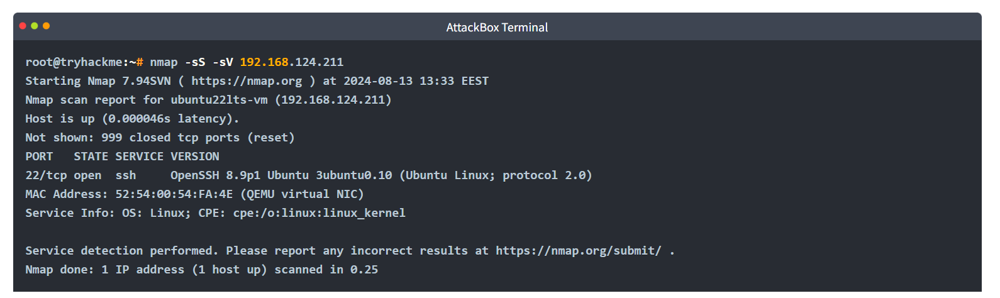 AttackBox Terminal
root@tryhackme:~# nmap -sS -sV 192.168.124.211
Starting Nmap 7.94SVN ( https://nmap.org ) at 2024-08-13 13:33 EEST
Nmap scan report for ubuntu22lts-vm (192.168.124.211)
Host is up (0.000046s latency).
Not shown: 999 closed tcp ports (reset)
PORT   STATE SERVICE VERSION
22/tcp open  ssh     OpenSSH 8.9p1 Ubuntu 3ubuntu0.10 (Ubuntu Linux; protocol 2.0)
MAC Address: 52:54:00:54:FA:4E (QEMU virtual NIC)
Service Info: OS: Linux; CPE: cpe:/o:linux:linux_kernel
Service detection performed. Please report any incorrect results at https://nmap.org/submit/ .
Nmap done: 1 IP address (1 host up) scanned in 0.25